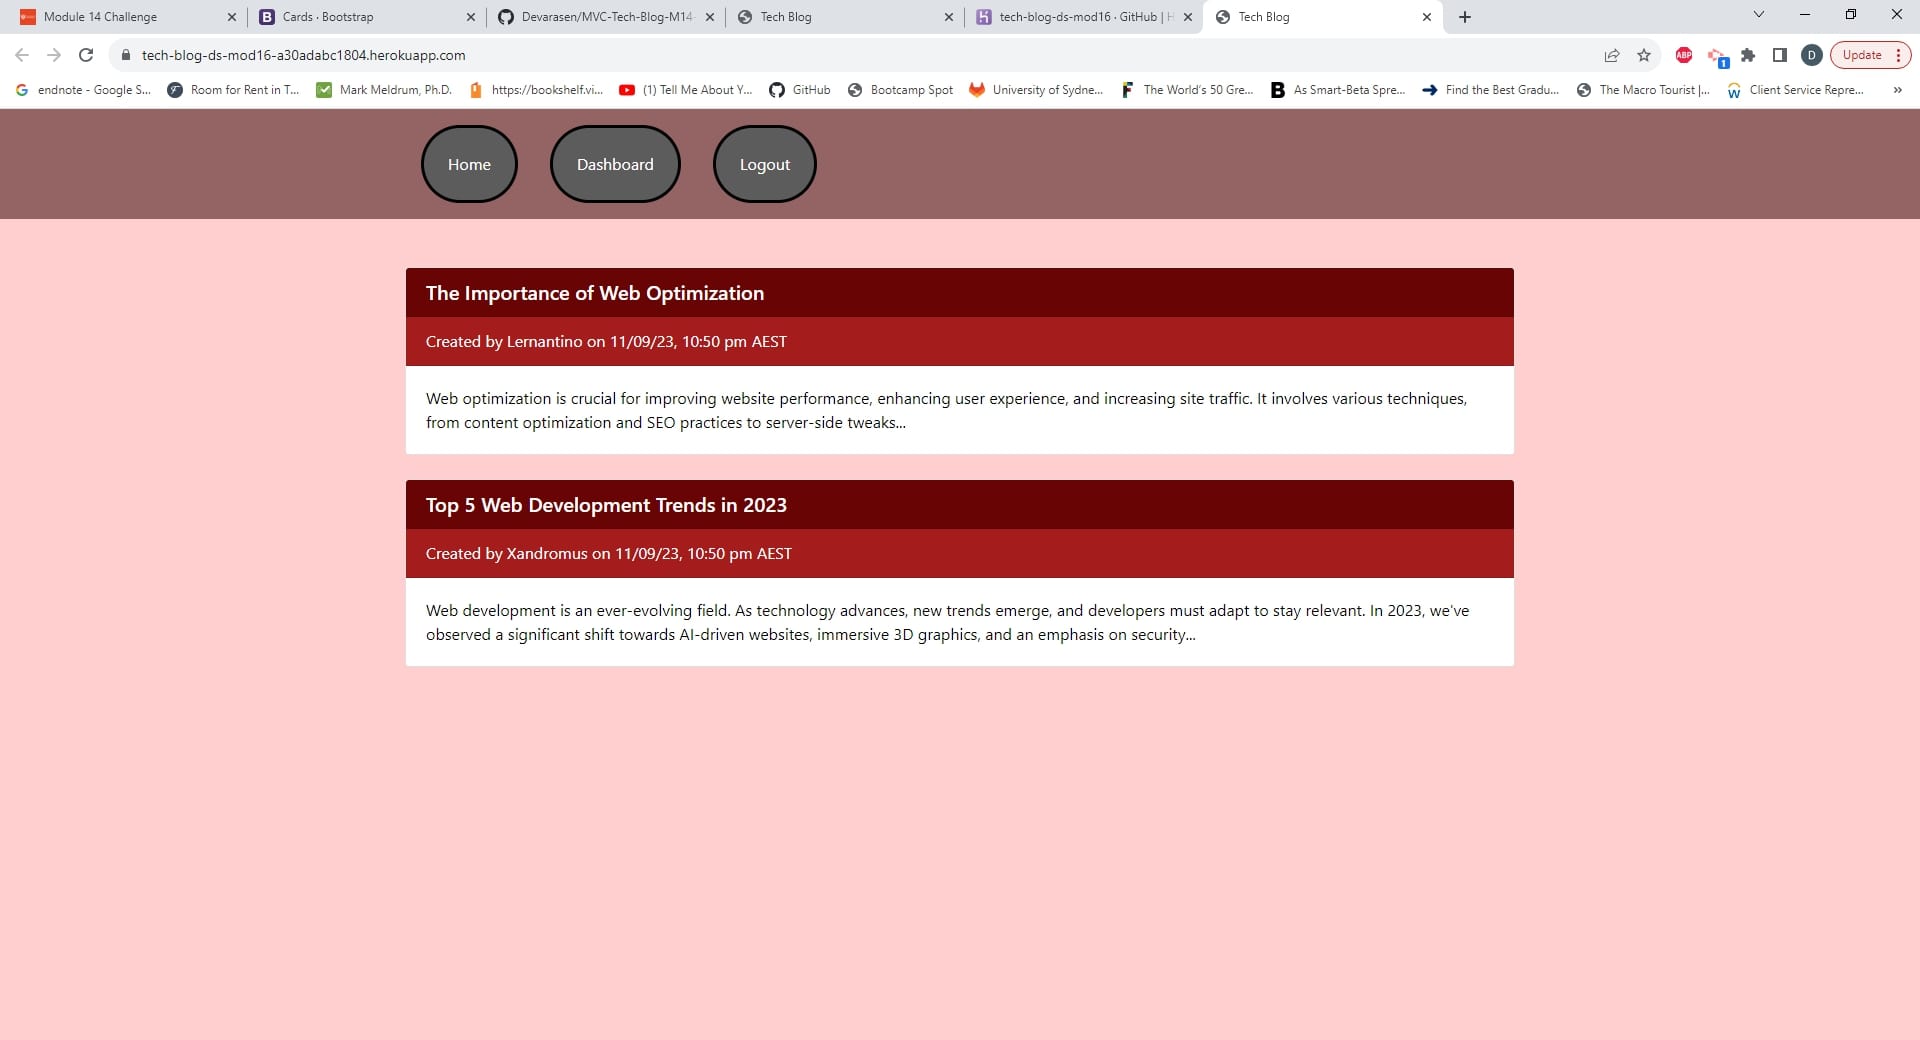 Module 14 Challenge
Cards · Bootstrap
Devarasen/MVC-Tech-Blog-M14-
Tech Blog
tech-blog-ds-mod16 · GitHub |
Tech Blog
tech-blog-ds-mod16-a30adabc1804.herokuapp.com
ABP
1
D
Update
endnote - Google S...
Room for Rent in T...
Mark Meldrum, Ph.D.
https://bookshelf.vi...
(1) Tell Me About Y...
GitHub
Bootcamp Spot
University of Sydne...
The World's 50 Gre...
As Smart-Beta Spre...
Find the Best Gradu...
The Macro Tourist |...
Client Service Repre...
Home
Dashboard
Logout
The Importance of Web Optimization
Created by Lernantino on 11/09/23, 10:50 pm AEST
Web optimization is crucial for improving website performance, enhancing user experience, and increasing site traffic. It involves various techniques,
from content optimization and SEO practices to server-side tweaks...
Top 5 Web Development Trends in 2023
Created by Xandromus on 11/09/23, 10:50 pm AEST
Web development is an ever-evolving field. As technology advances, new trends emerge, and developers must adapt to stay relevant. In 2023, we've
observed a significant shift towards AI-driven websites, immersive 3D graphics, and an emphasis on security...